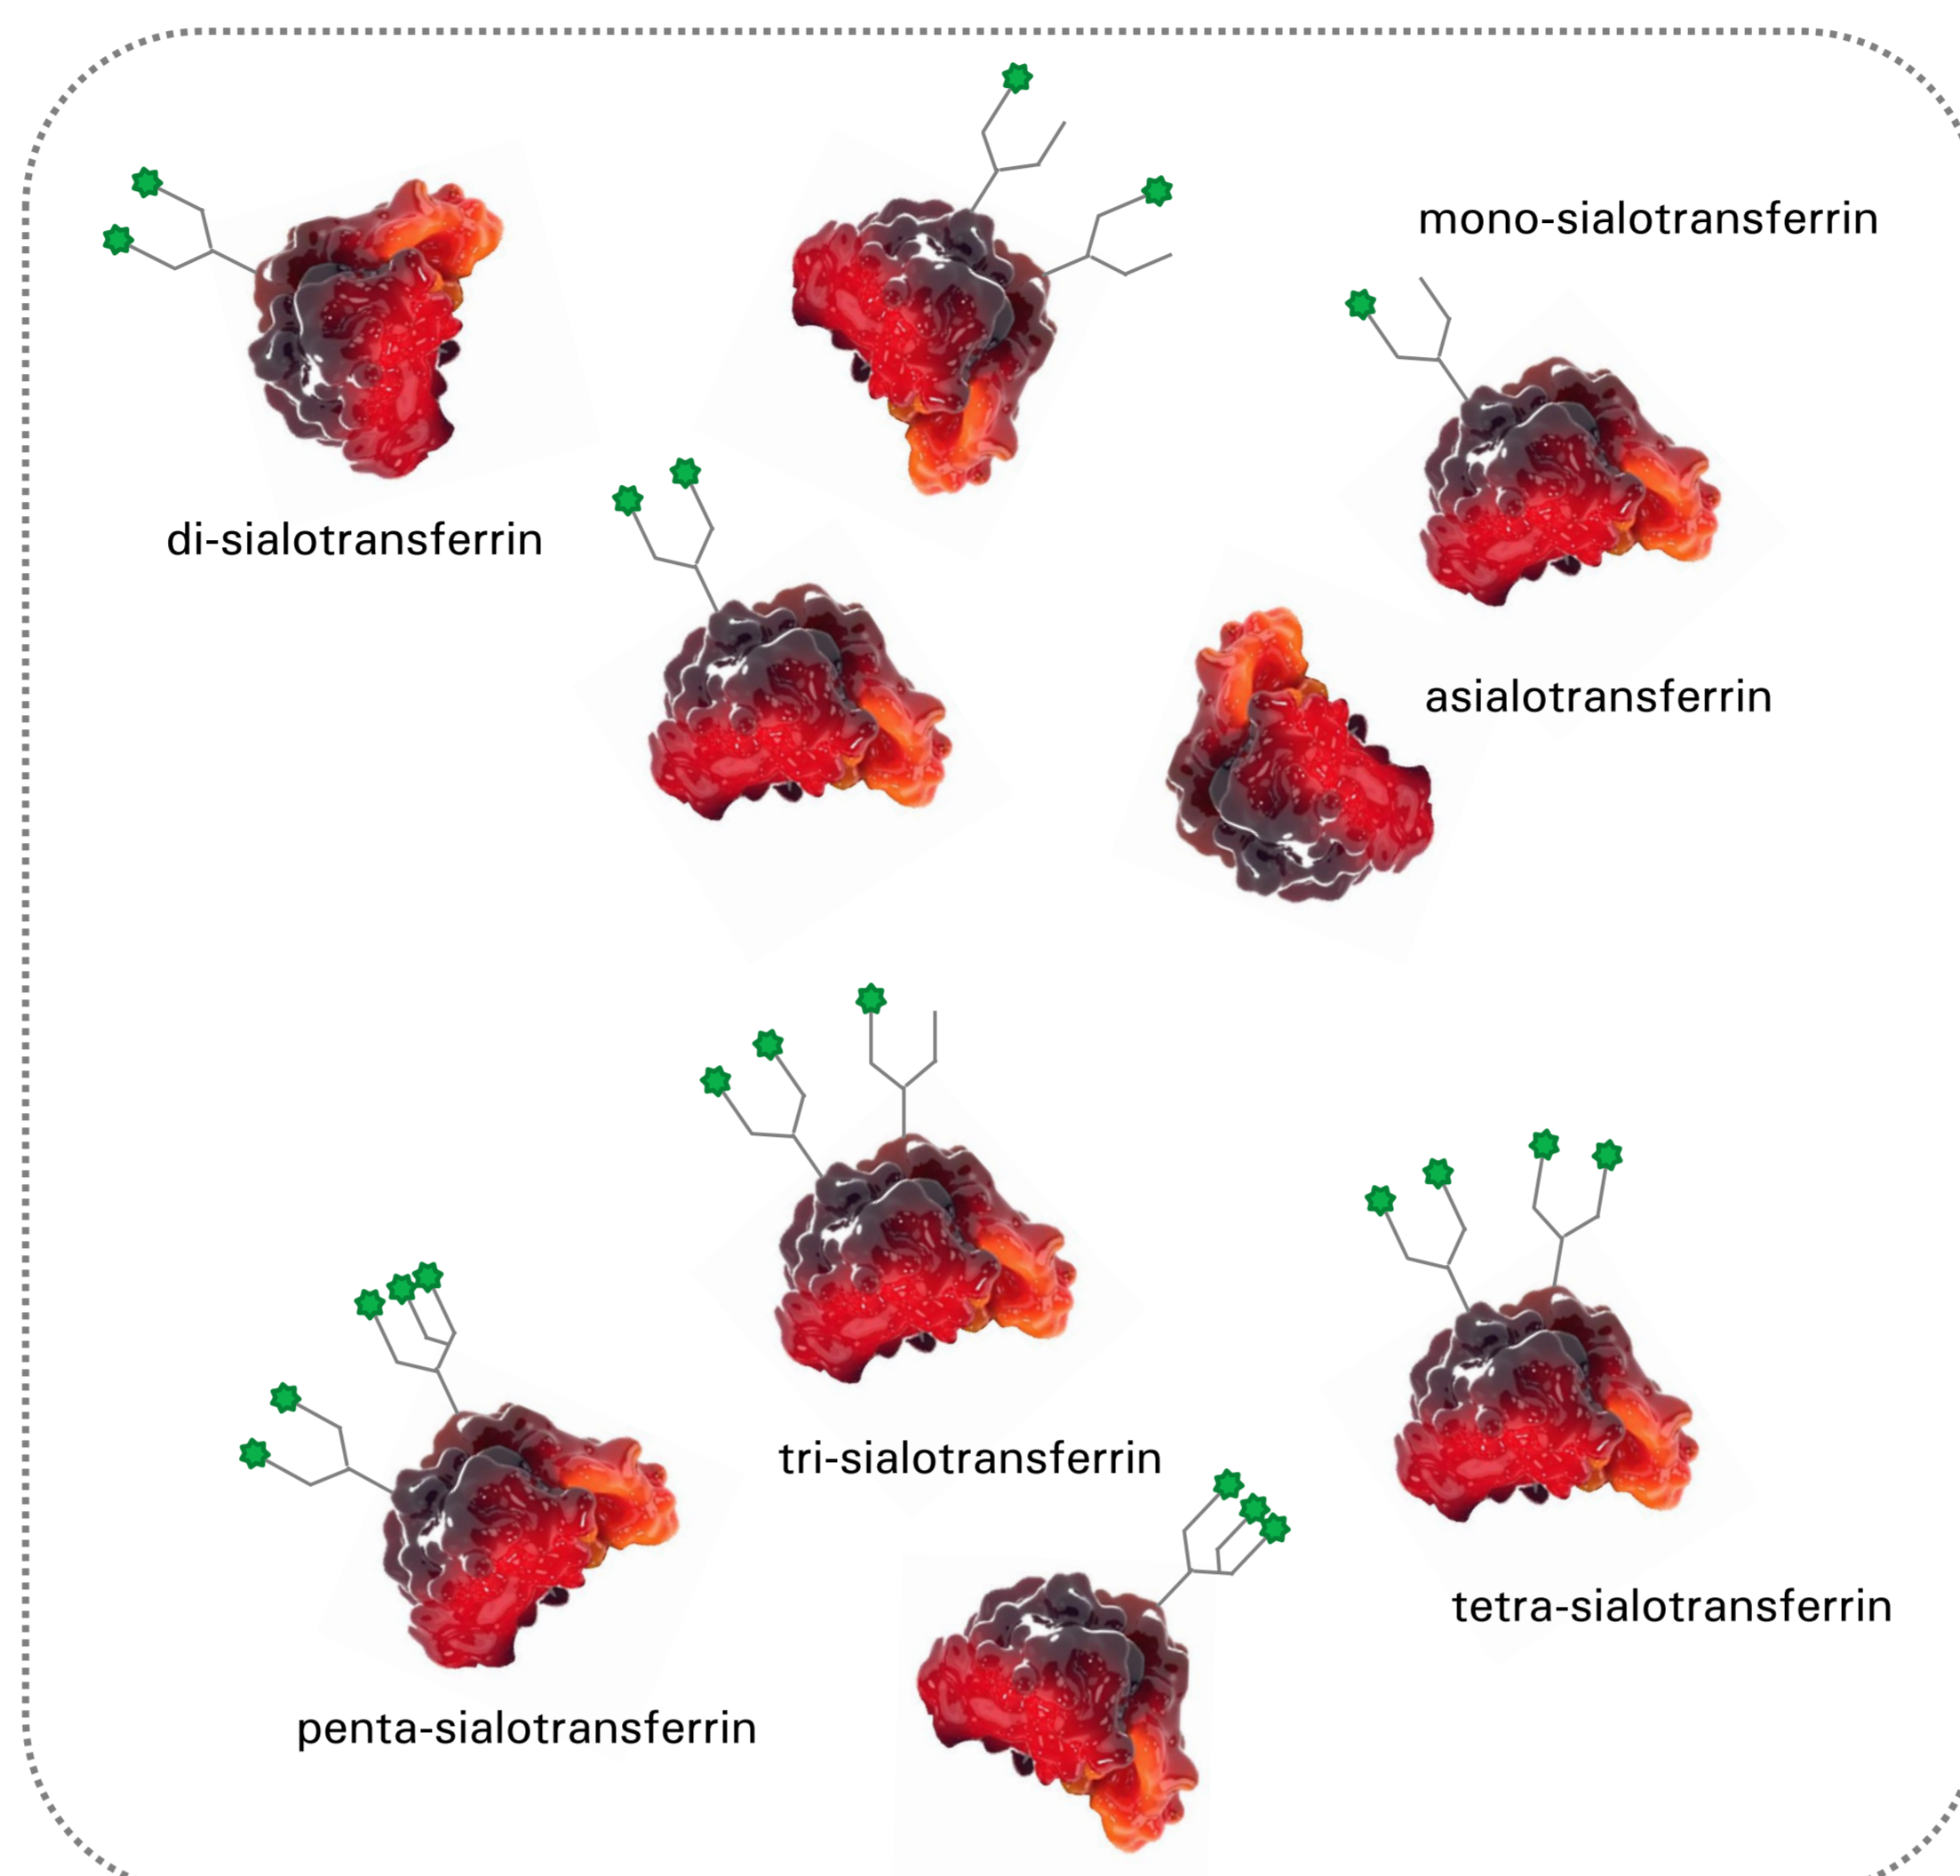 mono-sialotransferrin
di-sialotransferrin
asialotransferrin
tri-sialotransferrin
tetra-sialotransferrin
penta-sialotransferrin